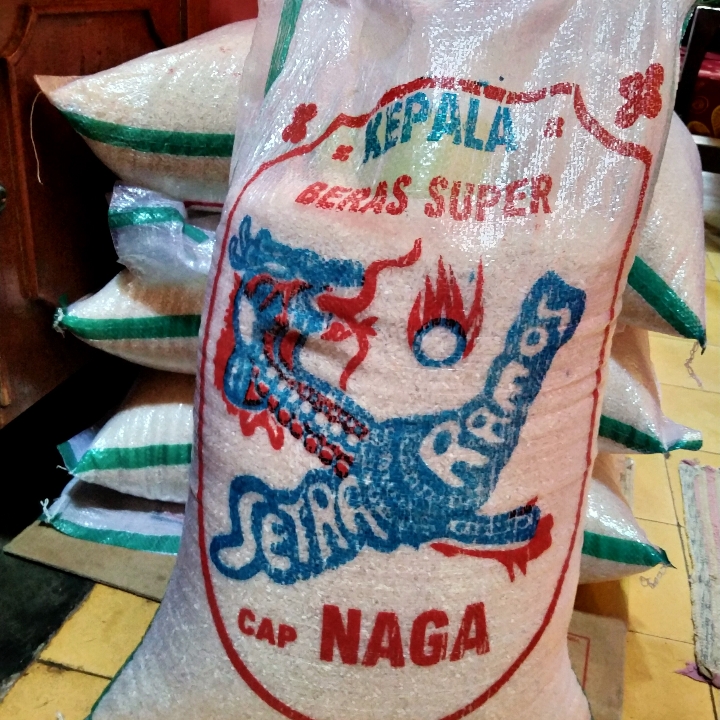 KEPALA
BERAS SUPER
SETRA RAMOS
CAP NAGA